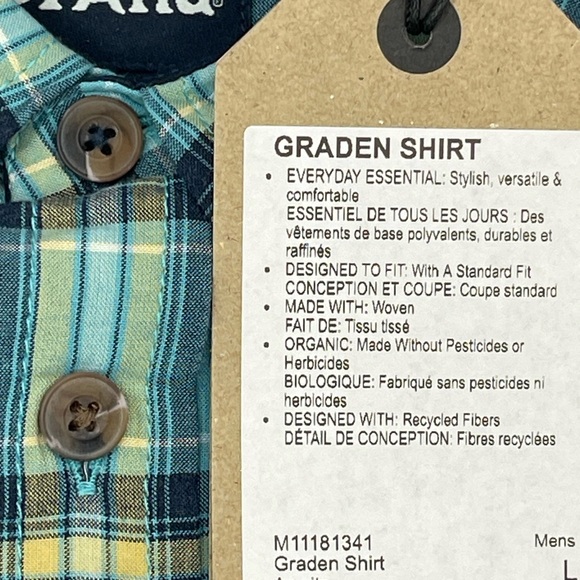 prAna
GRADEN SHIRT
• EVERYDAY ESSENTIAL: Stylish, versatile &
comfortable
ESSENTIEL DE TOUS LES JOURS : Des
vêtements de base polyvalents, durables et
raffinés
• DESIGNED TO FIT: With A Standard Fit
CONCEPTION ET COUPE: Coupe standard
• MADE WITH: Woven
FAIT DE: Tissu tissé
• ORGANIC: Made Without Pesticides or
Herbicides
BIOLOGIQUE: Fabriqué sans pesticides ni
herbicides
• DESIGNED WITH: Recycled Fibers
DÉTAIL DE CONCEPTION: Fibres recyclées
M11181341 Mens
Graden Shirt L